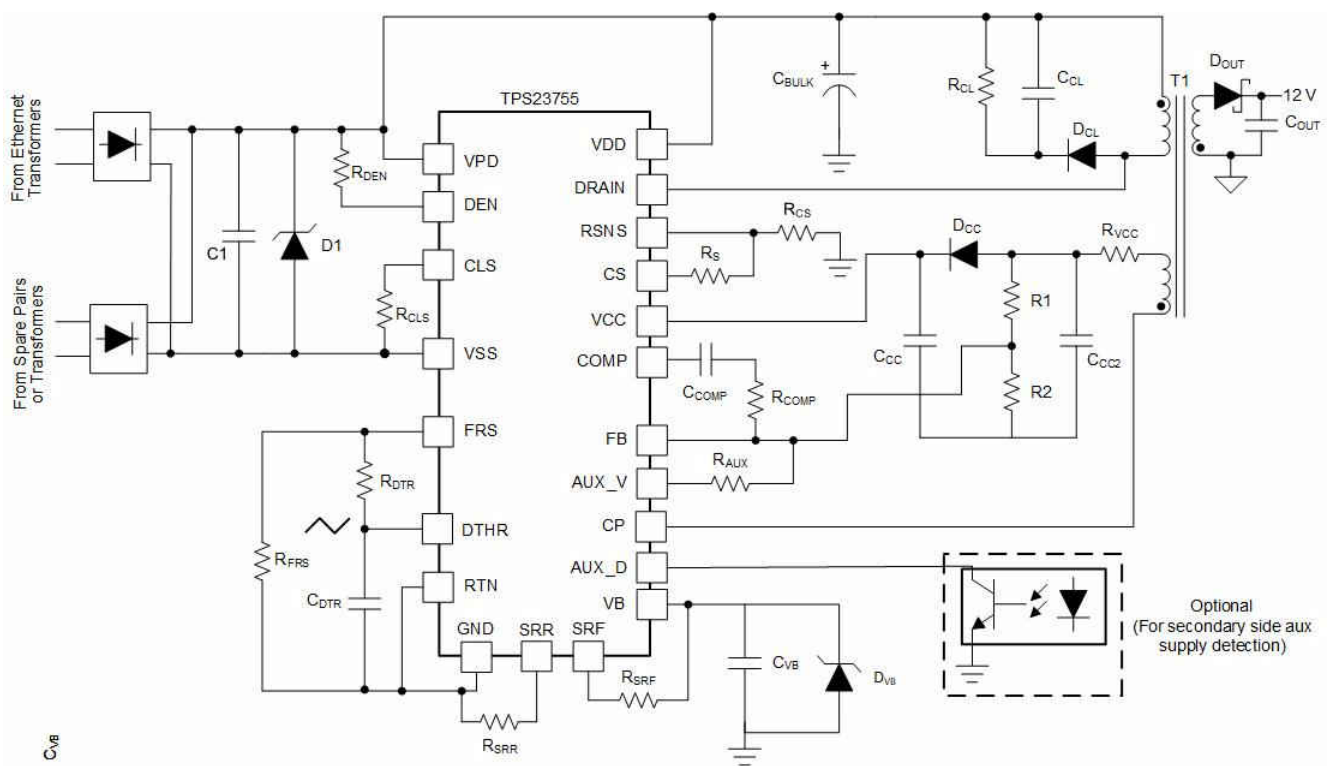 TPS23755
From Ethernet
Transformers
From Spare Pairs
or Transformers
C1
D1
RDEN
RCLS
VPD
DEN
CLS
VSS
FRS
DTHR
RTN
GND
SRR
SRF
VDD
DRAIN
RSNS
CS
VCC
COMP
FB
AUX_V
CP
AUX_D
VB
RFRS
RDTR
CDTR
RSRR
RSRF
CVB
DVB
CVB
CBULK
+
RCL
CCL
DCL
T1
DOUT
12 V
COUT
RCS
RS
DCC
RVCC
R1
R2
CCC
CCC2
CCOMP
RCOMP
RAUX
Optional
(For secondary side aux
supply detection)